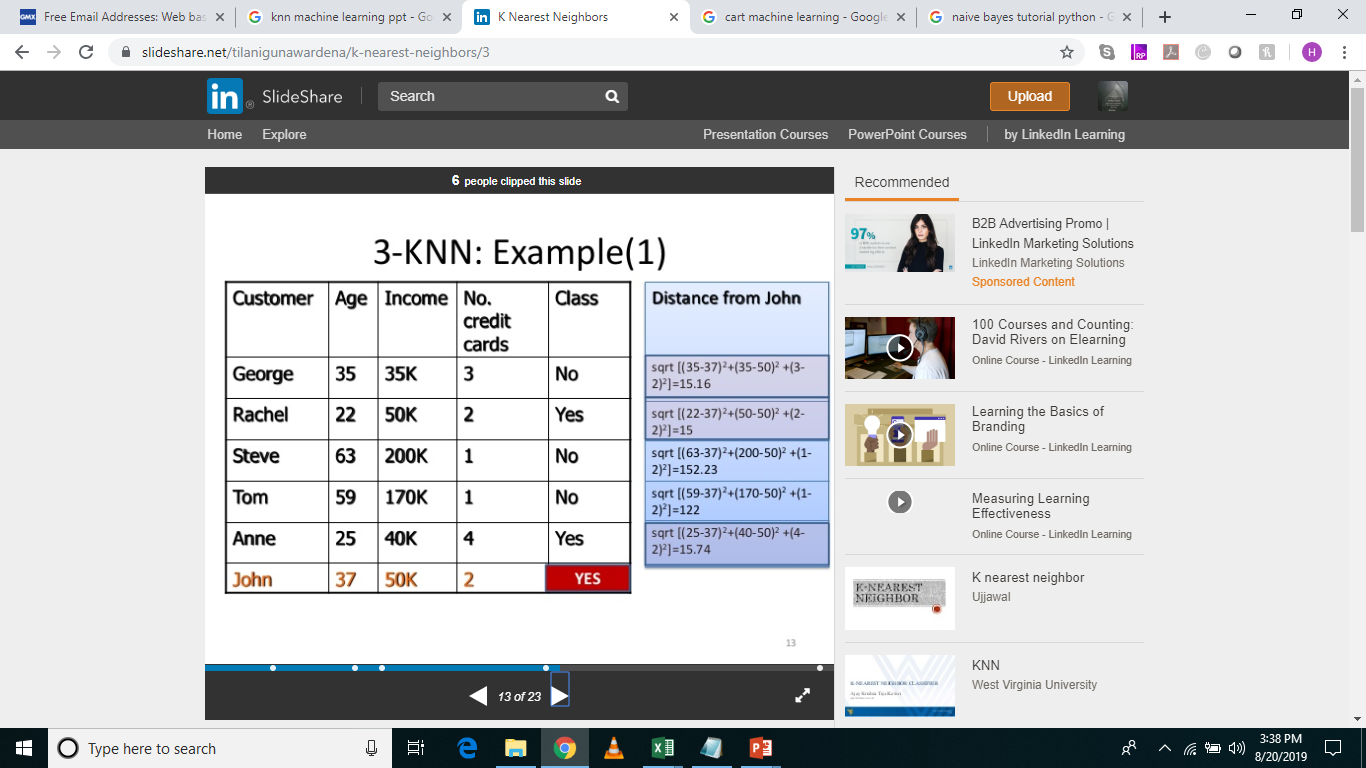 Free Email Addresses: Web bas
knn machine learning ppt - Go
K Nearest Neighbors
cart machine learning - Google
naive bayes tutorial python - G
slideshare.net/tilanigunawardena/k-nearest-neighbors/3
in SlideShare
Search
Upload
Home Explore
Presentation Courses PowerPoint Courses by LinkedIn Learning
6 people clipped this slide
3-KNN: Example(1)
Customer Age Income No. credit cards Class
George 35 35K 3 No
Rachel 22 50K 2 Yes
Steve 63 200K 1 No
Tom 59 170K 1 No
Anne 25 40K 4 Yes
John 37 50K 2 YES
Distance from John
sqrt [(35-37)²+(35-50)² +(3-
2)²]=15.16
sqrt [(22-37)²+(50-50)² +(2-
2)²]=15
sqrt [(63-37)²+(200-50)² +(1-
2)²]=152.23
sqrt [(59-37)²+(170-50)² +(1-
2)²]=122
sqrt [(25-37)²+(40-50)² +(4-
2)²]=15.74
13
13 of 23
Recommended
97%
B2B Advertising Promo |
LinkedIn Marketing Solutions
LinkedIn Marketing Solutions
Sponsored Content
100 Courses and Counting:
David Rivers on Elearning
Online Course - LinkedIn Learning
Learning the Basics of
Branding
Online Course - LinkedIn Learning
Measuring Learning
Effectiveness
Online Course - LinkedIn Learning
K-NEAREST
NEIGHBOR
K nearest neighbor
Ujjawal
K-NEAREST NEIGHBOR CLASSIFIER
KNN
West Virginia University
Type here to search
3:38 PM
8/20/2019